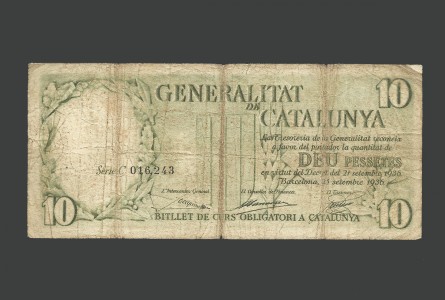 GENERALITAT
DE
CATALUNYA
10
La Tresoreria de la Generalitat reconeix
a favor del portador la quantitat de
DEU PESSETES
Sèrie C 016,243
en virtut del Decret del 21 setembre 1936
Barcelona, 25 setembre 1936
L'Interventor General, El Conseller de Finances, El Tresorer,
10
BITLLET DE CURS OBLIGATORI A CATALUNYA
10